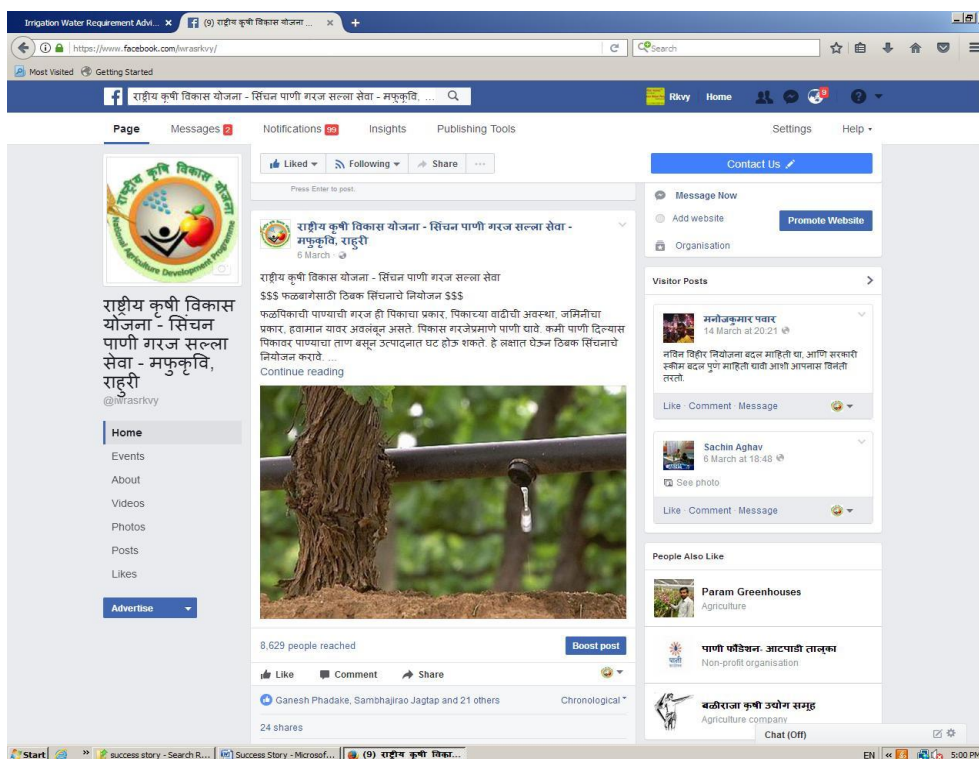 Irrigation Water Requirement Advi...
(9) राष्ट्रीय कृषी विकास योजना ...
https://www.facebook.com/iwrasrkvy/
Search
Most Visited
Getting Started
राष्ट्रीय कृषी विकास योजना - सिंचन पाणी गरज सल्ला सेवा - मफुकृवि, ...
Rkvy
Home
9
Page
Messages 2
Notifications 99
Insights
Publishing Tools
Settings
Help
राष्ट्रीय कृषि विकास योजना
National Agriculture Development Programme
राष्ट्रीय कृषी विकास
योजना - सिंचन
पाणी गरज सल्ला
सेवा - मफुकृवि,
राहुरी
@iwrasrkvy
Home
Events
About
Videos
Photos
Posts
Likes
Advertise
Liked
Following
Share
...
Press Enter to post.
राष्ट्रीय कृषी विकास योजना - सिंचन पाणी गरज सल्ला सेवा -
मफुकृवि, राहुरी
6 March ·
राष्ट्रीय कृषी विकास योजना - सिंचन पाणी गरज सल्ला सेवा
$$$ फळबागेसाठी ठिबक सिंचनाचे नियोजन $$$
फळपिकाची पाण्याची गरज ही पिकाचा प्रकार, पिकाच्या वाढीची अवस्था, जमिनीचा
प्रकार, हवामान यावर अवलंबून असते. पिकास गरजेप्रमाणे पाणी द्यावे. कमी पाणी दिल्यास
पिकावर पाण्याचा ताण बसून उत्पादनात घट होऊ शकते. हे लक्षात घेऊन ठिबक सिंचनाचे
नियोजन करावे. ...
Continue reading
8,629 people reached
Boost post
Like
Comment
Share
Ganesh Phadake, Sambhajirao Jagtap and 21 others
Chronological
24 shares
Contact Us
Message Now
Add website
Promote Website
Organisation
Visitor Posts
मनोजकुमार पवार
14 March at 20:21
नविन विहीर नियोजना बदल माहिती द्या, आणि सरकारी
स्कीम बदल पुणे माहिती द्यावी आशी आपनास विनंती
तरतो.
Like · Comment · Message
Sachin Aghav
6 March at 18:48
See photo
Like · Comment · Message
People Also Like
Param Greenhouses
Agriculture
पाणी फौंडेशन- आटपाडी तालुका
Non-profit organisation
बळीराजा कृषी उद्योग समूह
Agriculture company
Chat (Off)
Start
success story - Search R...
Success Story - Microsof...
(9) राष्ट्रीय कृषी विका...
EN
5:00 PM